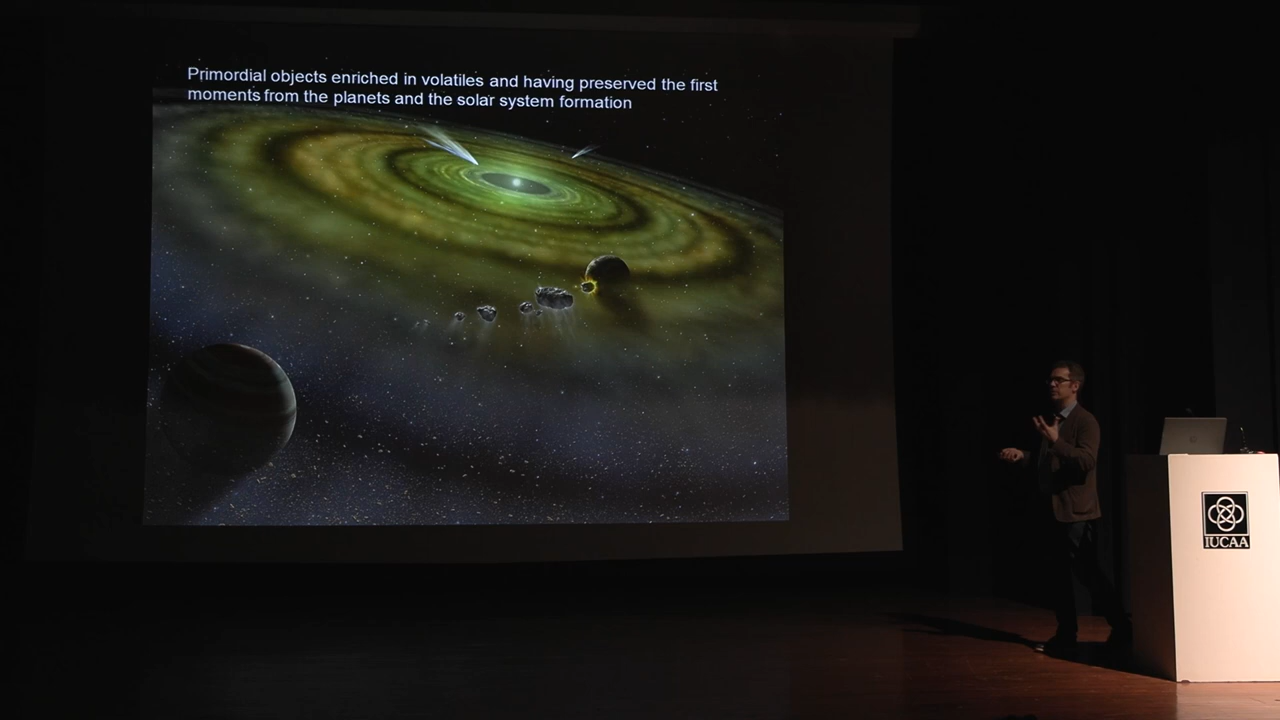 Primordial objects enriched in volatiles and having preserved the first
moments from the planets and the solar system formation
IUCAA